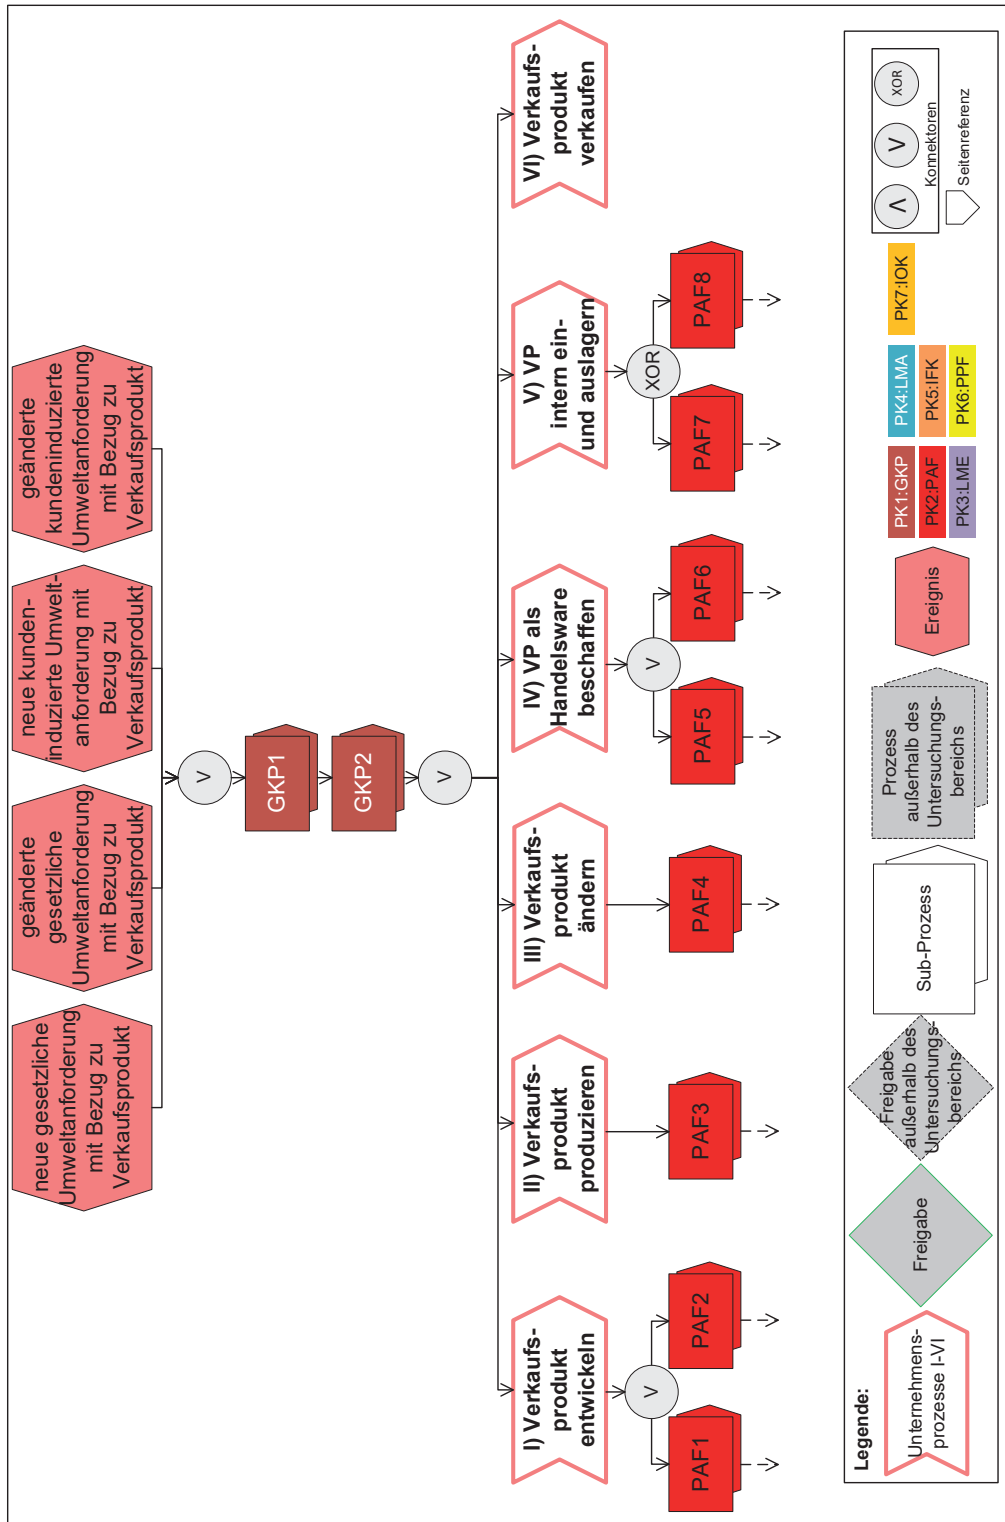 neue gesetzliche
Umweltanforderung
mit Bezug zu
Verkaufsprodukt
geänderte
gesetzliche
Umweltanforderung
mit Bezug zu
Verkaufsprodukt
neue kunden-
induzierte Umwelt-
anforderung mit
Bezug zu
Verkaufsprodukt
geänderte
kundeninduzierte
Umweltanforderung
mit Bezug zu
Verkaufsprodukt
V
GKP1
GKP2
V
I) Verkaufs-
produkt
entwickeln
II) Verkaufs-
produkt
produzieren
III) Verkaufs-
produkt
ändern
IV) VP als
Handelsware
beschaffen
V) VP
intern ein-
und auslagern
VI) Verkaufs-
produkt
verkaufen
V
V
XOR
PAF1
PAF2
PAF3
PAF4
PAF5
PAF6
PAF7
PAF8
Legende:
Unternehmens-
prozesse I-VI
Freigabe
Freigabe
außerhalb des
Untersuchungs-
bereichs
Sub-Prozess
Prozess
außerhalb des
Untersuchungs-
bereichs
Ereignis
PK1:GKP
PK2:PAF
PK3:LME
PK4:LMA
PK5:IFK
PK6:PPF
PK7:IOK
Λ
V
XOR
Konnektoren
Seitenreferenz